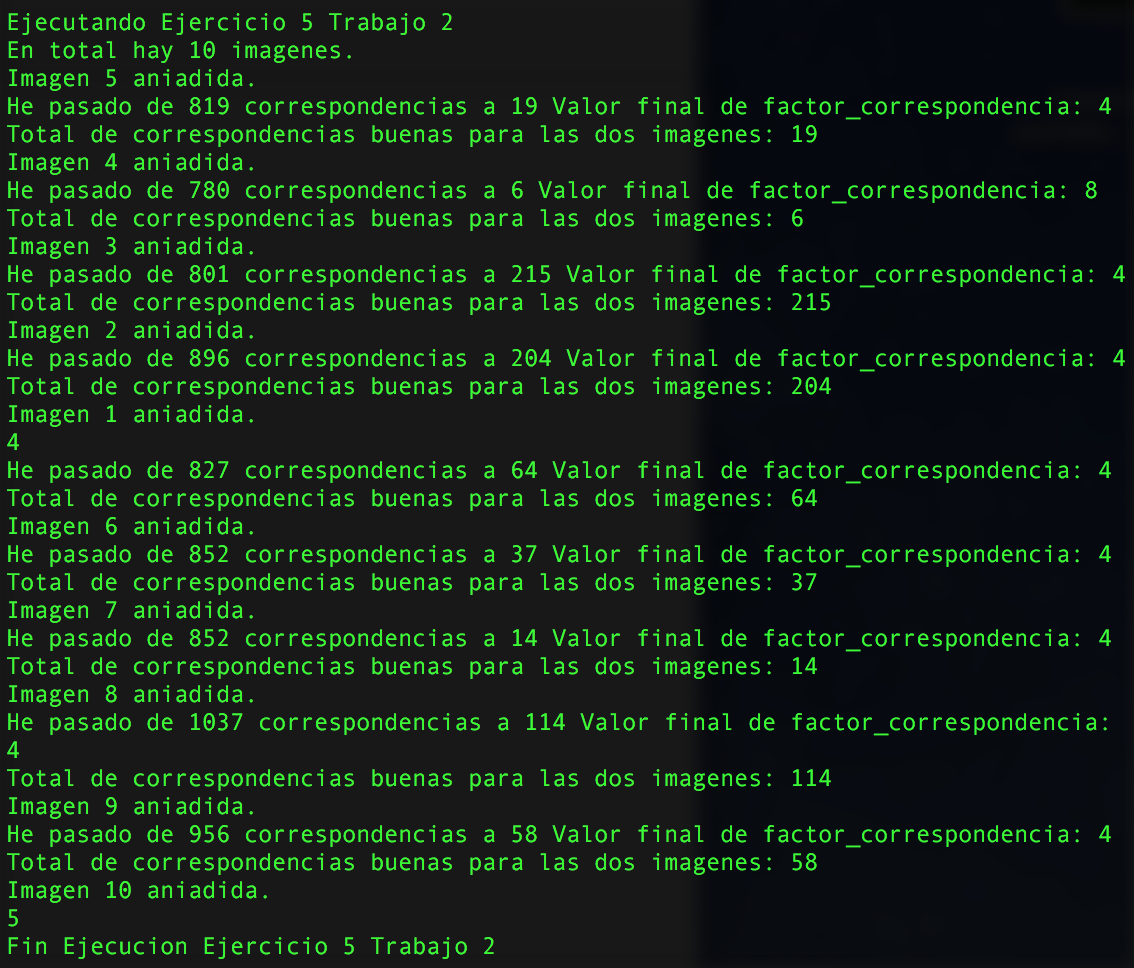 Ejecutando Ejercicio 5 Trabajo 2
En total hay 10 imagenes.
Imagen 5 aniadida.
He pasado de 819 correspondencias a 19 Valor final de factor_correspondencia: 4
Total de correspondencias buenas para las dos imagenes: 19
Imagen 4 aniadida.
He pasado de 780 correspondencias a 6 Valor final de factor_correspondencia: 8
Total de correspondencias buenas para las dos imagenes: 6
Imagen 3 aniadida.
He pasado de 801 correspondencias a 215 Valor final de factor_correspondencia: 4
Total de correspondencias buenas para las dos imagenes: 215
Imagen 2 aniadida.
He pasado de 896 correspondencias a 204 Valor final de factor_correspondencia: 4
Total de correspondencias buenas para las dos imagenes: 204
Imagen 1 aniadida.
4
He pasado de 827 correspondencias a 64 Valor final de factor_correspondencia: 4
Total de correspondencias buenas para las dos imagenes: 64
Imagen 6 aniadida.
He pasado de 852 correspondencias a 37 Valor final de factor_correspondencia: 4
Total de correspondencias buenas para las dos imagenes: 37
Imagen 7 aniadida.
He pasado de 852 correspondencias a 14 Valor final de factor_correspondencia: 4
Total de correspondencias buenas para las dos imagenes: 14
Imagen 8 aniadida.
He pasado de 1037 correspondencias a 114 Valor final de factor_correspondencia:
4
Total de correspondencias buenas para las dos imagenes: 114
Imagen 9 aniadida.
He pasado de 956 correspondencias a 58 Valor final de factor_correspondencia: 4
Total de correspondencias buenas para las dos imagenes: 58
Imagen 10 aniadida.
5
Fin Ejecucion Ejercicio 5 Trabajo 2